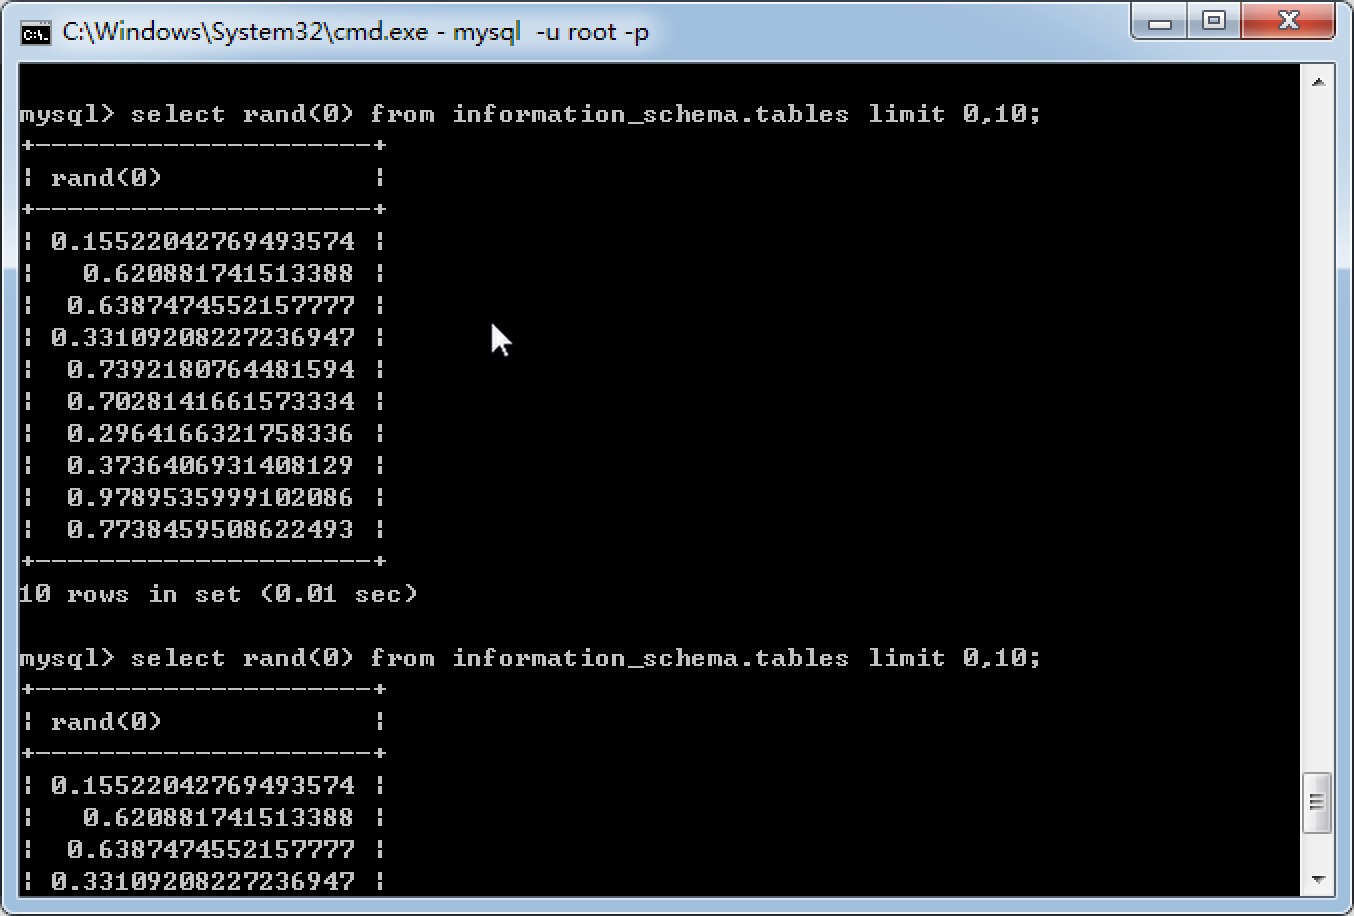 C:\Windows\System32\cmd.exe - mysql  -u root -p
mysql> select rand(0) from information_schema.tables limit 0,10;
+---------------------+
| rand(0)             |
+---------------------+
| 0.15522042769493574 |
|   0.620881741513388 |
|  0.6387474552157777 |
| 0.33109208227236947 |
|  0.7392180764481594 |
|  0.7028141661573334 |
|  0.2964166321758336 |
|  0.3736406931408129 |
|  0.9789535999102086 |
|  0.7738459508622493 |
+---------------------+
10 rows in set (0.01 sec)
mysql> select rand(0) from information_schema.tables limit 0,10;
+---------------------+
| rand(0)             |
+---------------------+
| 0.15522042769493574 |
|   0.620881741513388 |
|  0.6387474552157777 |
| 0.33109208227236947 |